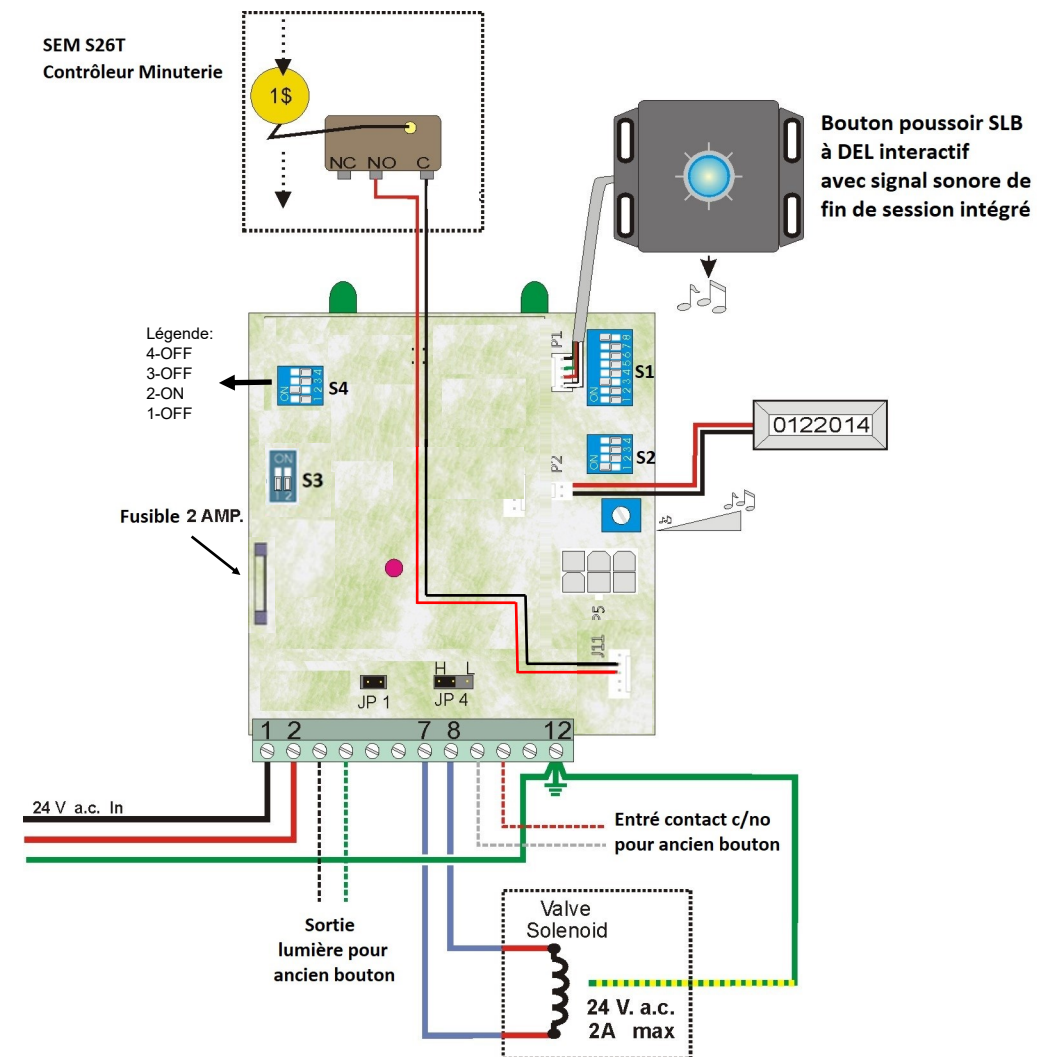 SEM S26T
Contrôleur Minuterie
1$
NC NO C
Bouton poussoir SLB
à DEL interactif
avec signal sonore de
fin de session intégré
Légende:
4-OFF
3-OFF
2-ON
1-OFF
ON
1 2 3 4
S4
P1
ON
1 2 3 4 5 6 7 8
S1
0122014
ON
1 2 3 4
S2
P2
ON
1 2
S3
Fusible 2 AMP.
P5
J11
H L
JP 1
JP 4
1 2 7 8 12
24 V a.c. In
Entré contact c/no
pour ancien bouton
Sortie
lumière pour
ancien bouton
Valve
Solenoid
24 V. a.c.
2A max